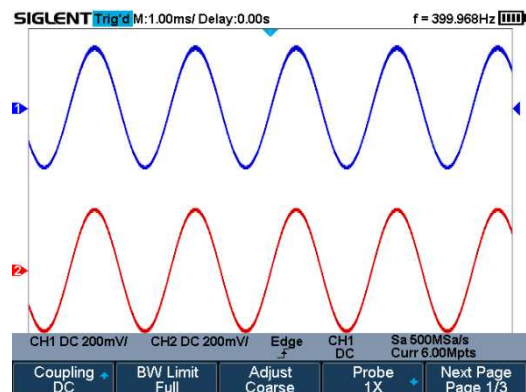 SIGLENT Trig'd M:1.00ms/ Delay:0.00s f = 399.968Hz
1
2
CH1 DC 200mV/ CH2 DC 200mV/ Edge CH1 Sa 500MSa/s
DC Curr 6.00Mpts
Coupling BW Limit Adjust Probe Next Page
DC Full Coarse 1X Page 1/3